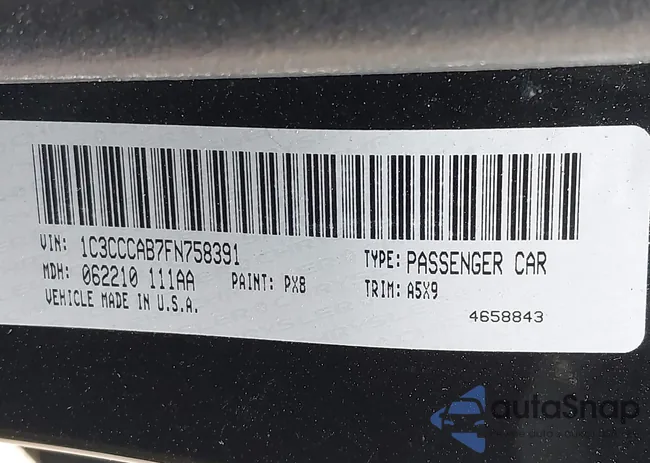 VIN: 1C3CCCAB7FN758391 TYPE: PASSENGER CAR
MDH: 062210 111AA PAINT: PX8 TRIM: A5X9
VEHICLE MADE IN U.S.A. 4658843
autoSnap